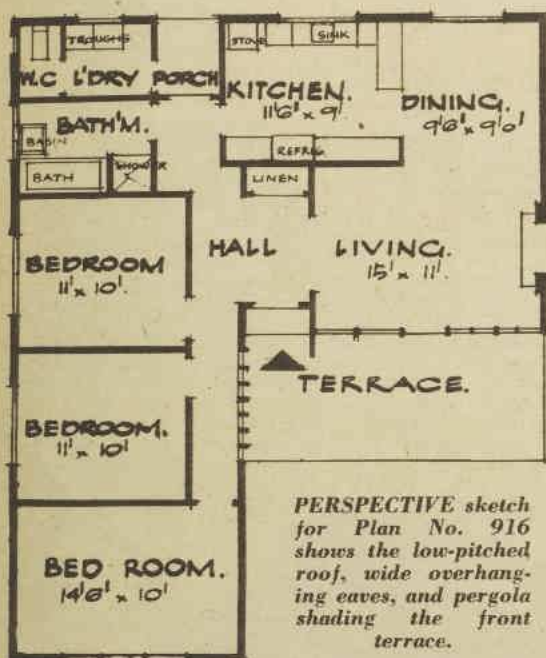 TROUGHS
STOVE
SINK
W.C L'DRY PORCH
KITCHEN.
11'6" x 9'
DINING.
9'6" x 9'0"
BATH'M.
BASIN
REFRIG.
BATH
SHOWER
LINEN
HALL
LIVING.
15' x 11'.
BEDROOM
11' x 10'.
TERRACE.
BEDROOM.
11' x 10'
BED ROOM.
14'6" x 10'
PERSPECTIVE sketch
for Plan No. 916
shows the low-pitched
roof, wide overhang-
ing eaves, and pergola
shading the front
terrace.